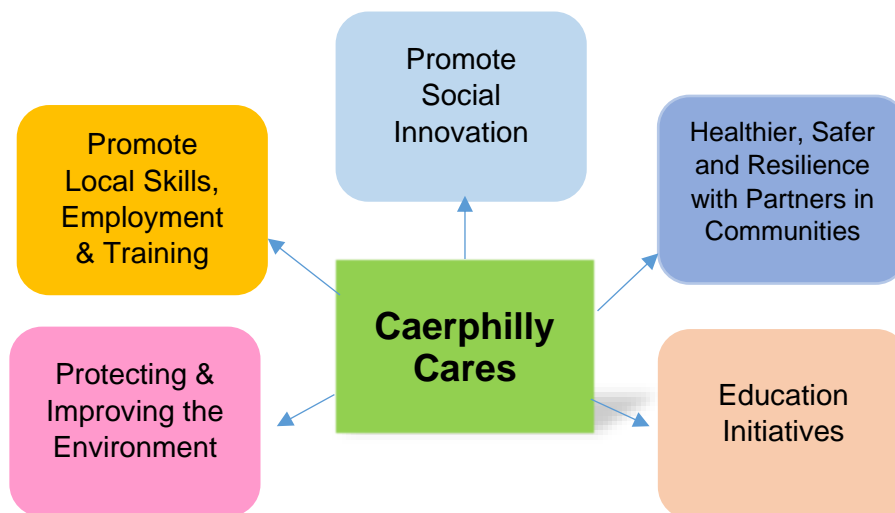 Promote
Social
Innovation
Promote
Local Skills,
Employment
& Training
Healthier, Safer
and Resilience
with Partners in
Communities
Caerphilly
Cares
Protecting &
Improving the
Environment
Education
Initiatives